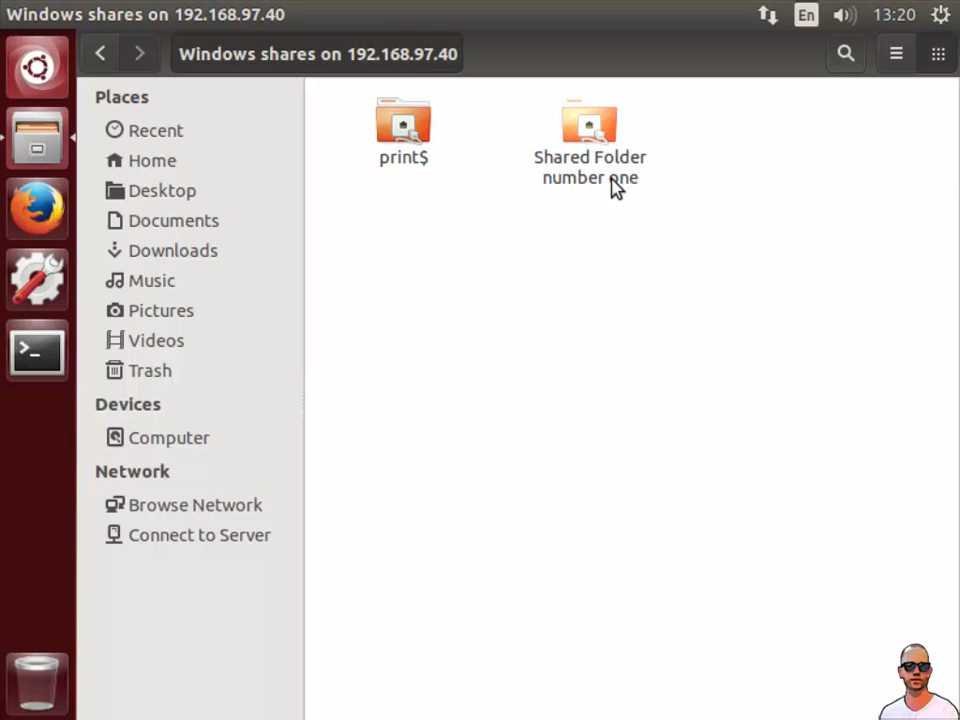 Windows shares on 192.168.97.40
En
13:20
Windows shares on 192.168.97.40
Places
Recent
Home
Desktop
Documents
Downloads
Music
Pictures
Videos
Trash
Devices
Computer
Network
Browse Network
Connect to Server
print$
Shared Folder
number one